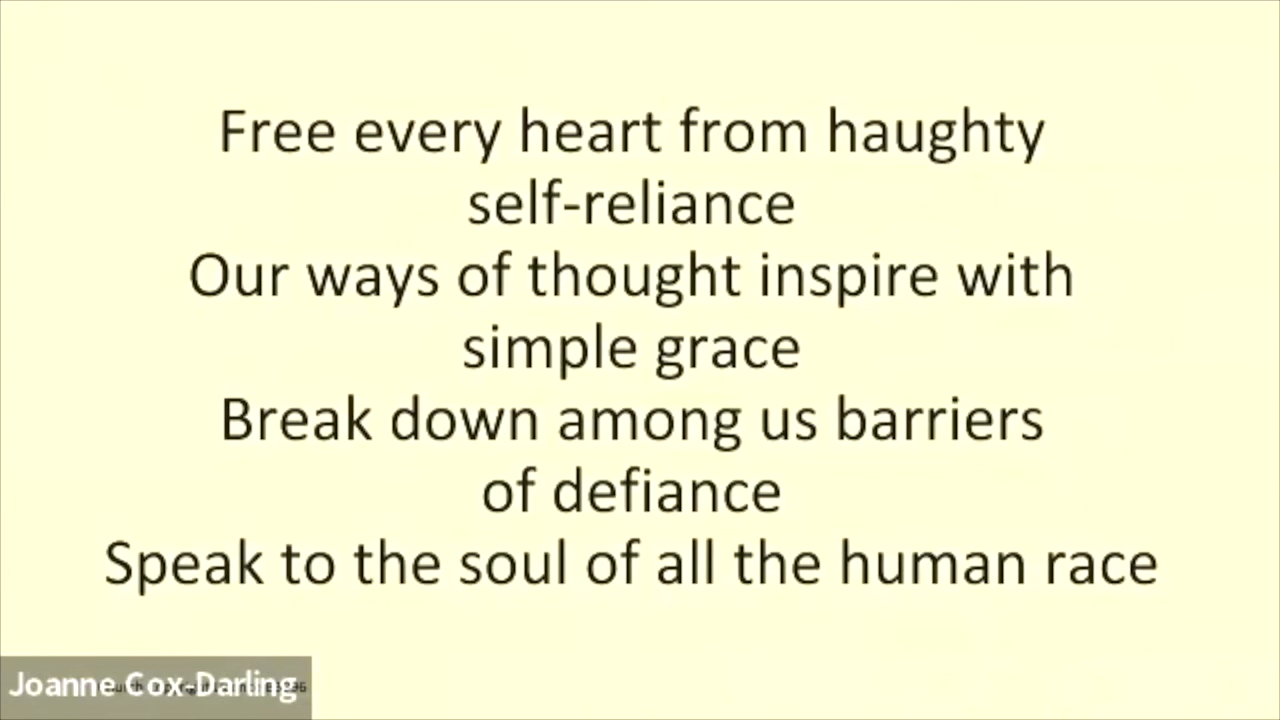 Free every heart from haughty
self-reliance
Our ways of thought inspire with
simple grace
Break down among us barriers
of defiance
Speak to the soul of all the human race
Joanne Cox-Darling